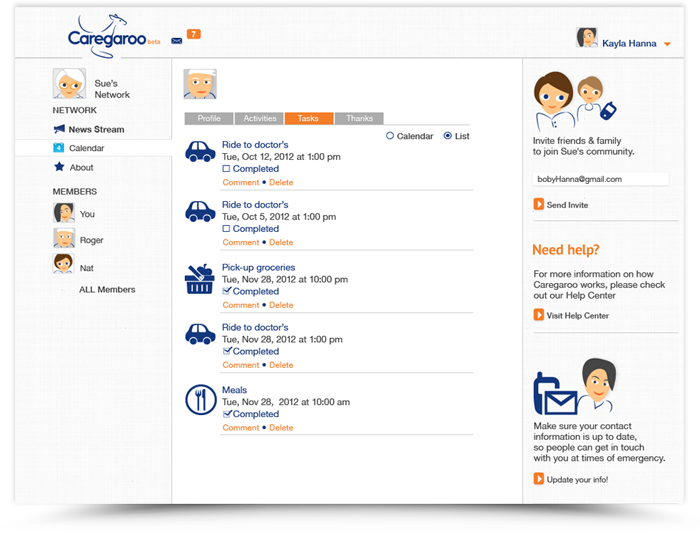 Caregaroo beta
7
Kayla Hanna
Sue's
Network
NETWORK
News Stream
4
Calendar
About
MEMBERS
You
Roger
Nat
ALL Members
Profile
Activities
Tasks
Thanks
Calendar
List
Ride to doctor's
Tue, Oct 12, 2012 at 1:00 pm
Completed
Comment • Delete
Ride to doctor's
Tue, Oct 5, 2012 at 1:00 pm
Completed
Comment • Delete
Pick-up groceries
Tue, Nov 28, 2012 at 10:00 pm
Completed
Comment • Delete
Ride to doctor's
Tue, Nov 28, 2012 at 1:00 pm
Completed
Comment • Delete
Meals
Tue, Nov 28, 2012 at 10:00 am
Completed
Comment • Delete
Invite friends & family
to join Sue's community.
bobyHanna@gmail.com
Send Invite
Need help?
For more information on how
Caregaroo works, please check
out our Help Center
Visit Help Center
Make sure your contact
information is up to date,
so people can get in touch
with you at times of emergency.
Update your info!